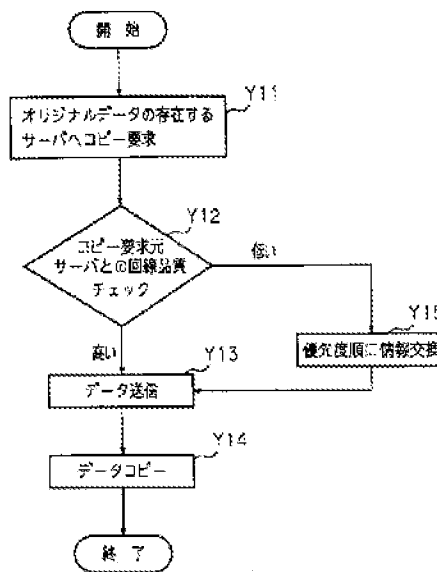 開 始
Y11
オリジナルデータの存在する
サーバへコピー要求
Y12
コピー要求元
サーバとの回線品質
チェック
低い
高い
Y15
優先度順に情報交換
Y13
データ送信
Y14
データコピー
終 了